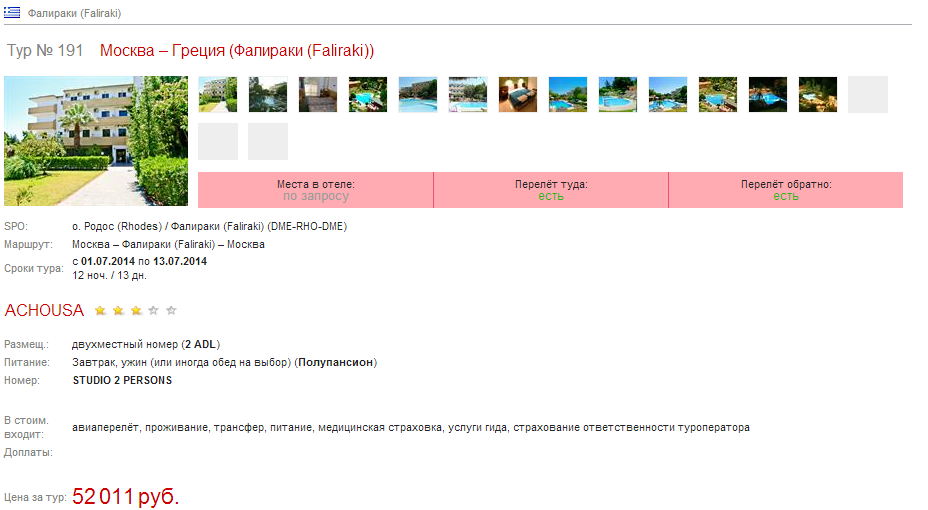 Фалираки (Faliraki)
Тур № 191 Москва – Греция (Фалираки (Faliraki))
Места в отеле: Перелёт туда: Перелёт обратно:
по запросу есть есть
SPO: о. Родос (Rhodes) / Фалираки (Faliraki) (DME-RHO-DME)
Маршрут: Москва – Фалираки (Faliraki) – Москва
Сроки тура: с 01.07.2014 по 13.07.2014
12 ноч. / 13 дн.
ACHOUSA
Размещ.: двухместный номер (2 ADL)
Питание: Завтрак, ужин (или иногда обед на выбор) (Полупансион)
Номер: STUDIO 2 PERSONS
В стоим.
входит: авиаперелёт, проживание, трансфер, питание, медицинская страховка, услуги гида, страхование ответственности туроператора
Доплаты:
Цена за тур: 52 011 руб.